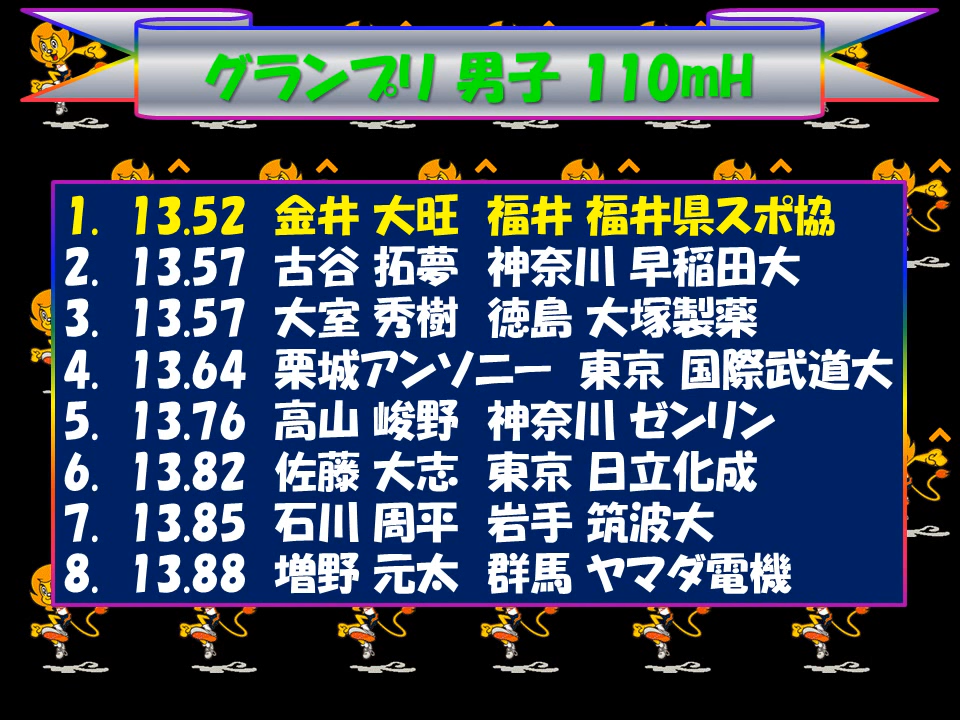 グランプリ 男子 110mH
1. 13.52 金井 大旺 福井 福井県スポ協
2. 13.57 古谷 拓夢 神奈川 早稲田大
3. 13.57 大室 秀樹 徳島 大塚製薬
4. 13.64 栗城アンソニー 東京 国際武道大
5. 13.76 高山 峻野 神奈川 ゼンリン
6. 13.82 佐藤 大志 東京 日立化成
7. 13.85 石川 周平 岩手 筑波大
8. 13.88 増野 元太 群馬 ヤマダ電機